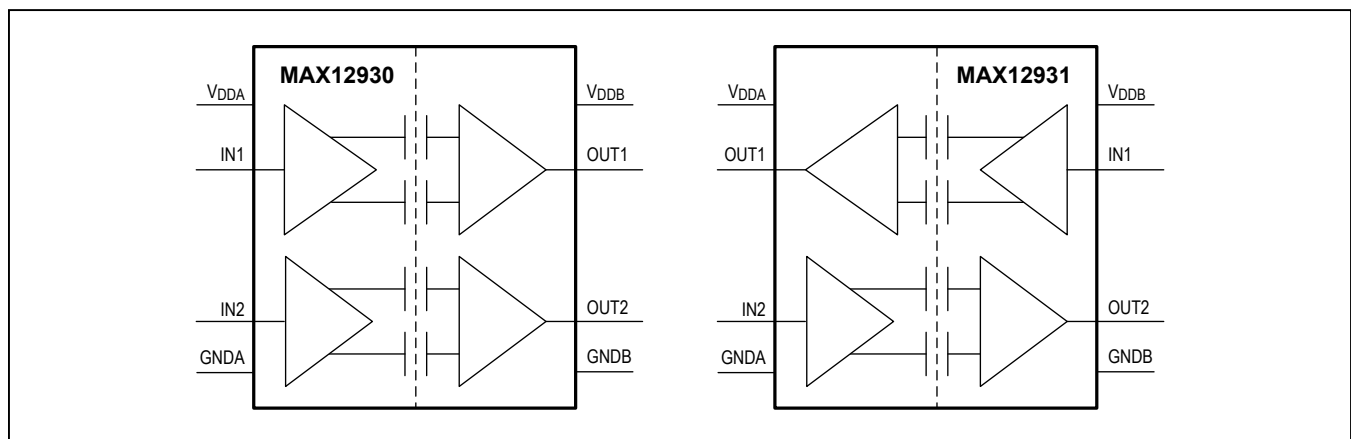 MAX12930
VDDA
IN1
IN2
GNDA
VDDB
OUT1
OUT2
GNDB
MAX12931
VDDA
OUT1
IN2
GNDA
VDDB
IN1
OUT2
GNDB